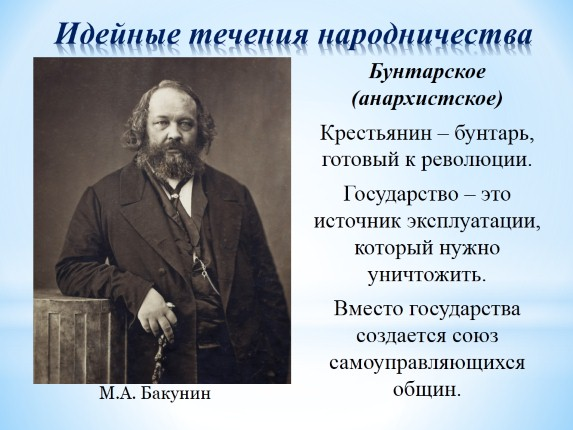 Идейные течения народничества
Бунтарское
(анархистское)
Крестьянин – бунтарь,
готовый к революции.
Государство – это
источник эксплуатации,
который нужно
уничтожить.
Вместо государства
создается союз
самоуправляющихся
общин.
М.А. Бакунин